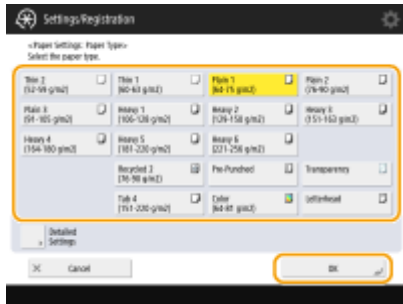 Settings/Registration
<Paper Settings: Paper Type>
Select the paper type.
Thin 2
(52-59 g/m2)
Thin 1
(60-63 g/m2)
Plain 1
(64-75 g/m2)
Plain 2
(76-90 g/m2)
Plain 3
(91-105 g/m2)
Heavy 1
(106-128 g/m2)
Heavy 2
(129-150 g/m2)
Heavy 3
(151-163 g/m2)
Heavy 4
(164-180 g/m2)
Heavy 5
(181-220 g/m2)
Heavy 6
(221-256 g/m2)
Recycled 2
(76-90 g/m2)
Pre-Punched
Transparency
Tab 4
(151-220 g/m2)
Color
(64-81 g/m2)
Letterhead
Detailed
Settings
Cancel
OK